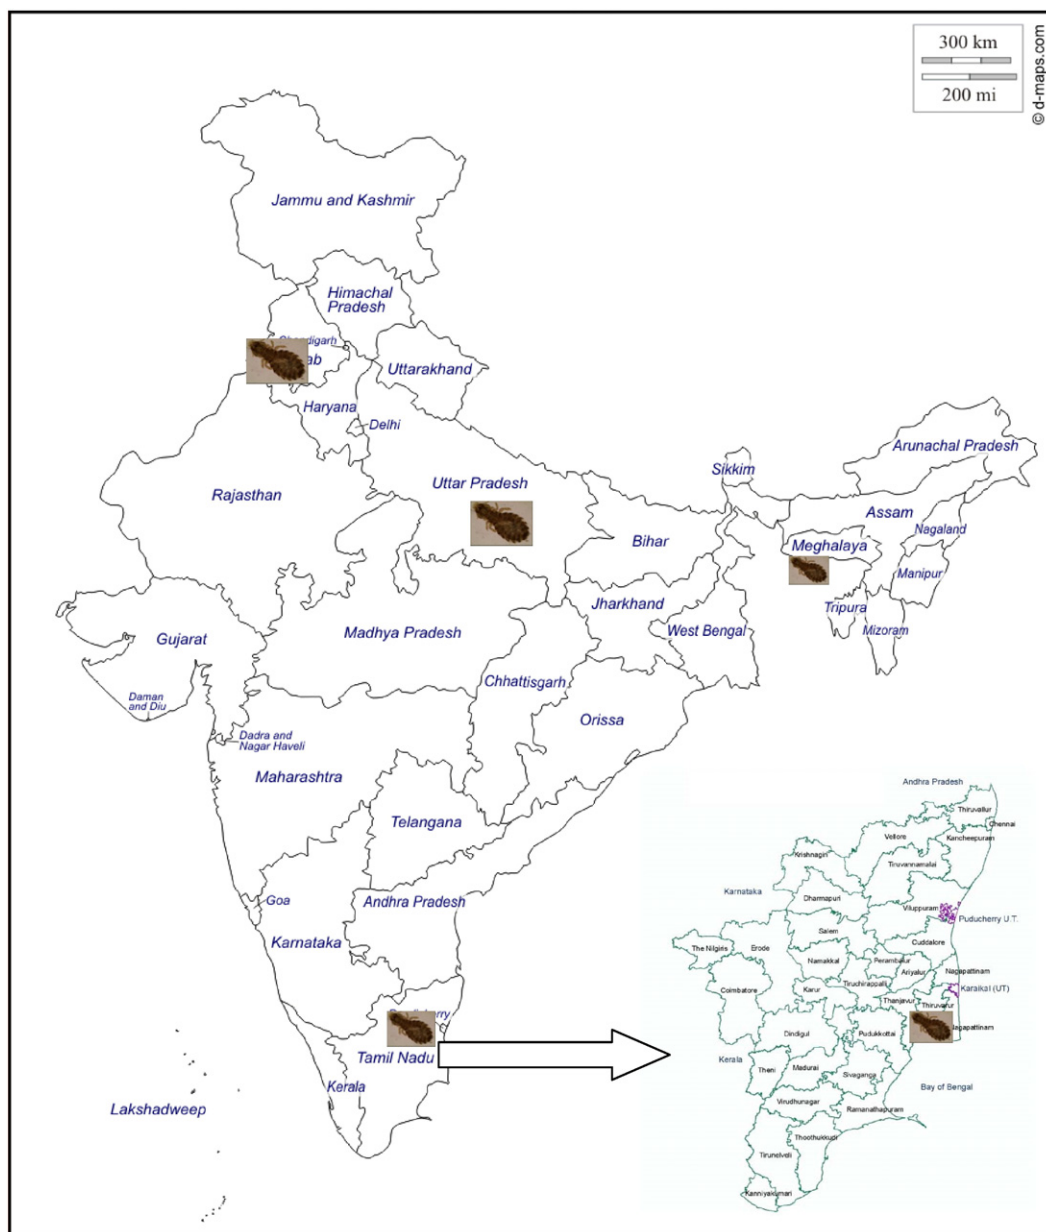 300 km
200 mi
© d-maps.com
Jammu and Kashmir
Himachal
Pradesh
Uttarakhand
Haryana
Delhi
Rajasthan
Uttar Pradesh
Sikkim
Arunachal Pradesh
Assam
Nagaland
Meghalaya
Manipur
Bihar
Tripura
Mizoram
Jharkhand
West Bengal
Gujarat
Madhya Pradesh
Chhattisgarh
Daman
and Diu
Orissa
Dadra and
Nagar Haveli
Maharashtra
Telangana
Goa
Andhra Pradesh
Karnataka
Tamil Nadu
Kerala
Lakshadweep
Andhra Pradesh
Thiruvallur
Chennai
Vellore
Kancheepuram
Krishnagiri
Tiruvannamalai
Karnataka
Dharmapuri
Viluppuram
Puducherry U.T.
Salem
Cuddalore
The Nilgiris
Erode
Namakkal
Perambalur
Ariyalur
Nagapattinam
Coimbatore
Karur
Tiruchirappalli
Karaikal (UT)
Thanjavur
Thiruvarur
Dindigul
Pudukkottai
Kerala
Theni
Madurai
Sivaganga
Bay of Bengal
Virudhunagar
Ramanathapuram
Thoothukkudi
Tirunelveli
Kanniyakumari